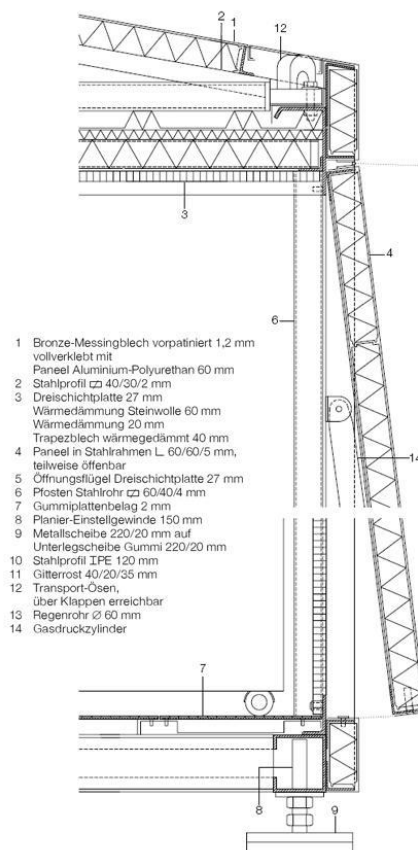 1
2
12
3
4
6
1 Bronze-Messingblech vorpatiniert 1,2 mm
vollverklebt mit
Paneel Aluminium-Polyurethan 60 mm
2 Stahlprofil ▭ 40/30/2 mm
3 Dreischichtplatte 27 mm
Wärmedämmung Steinwolle 60 mm
Wärmedämmung 20 mm
Trapezblech wärmegedämmt 40 mm
4 Paneel in Stahlrahmen L 60/60/5 mm,
teilweise öffenbar
5 Öffnungsflügel Dreischichtplatte 27 mm
6 Pfosten Stahlrohr ▭ 60/40/4 mm
7 Gummiplattenbelag 2 mm
8 Planier-Einstellgewinde 150 mm
9 Metallscheibe 220/20 mm auf
Unterlegscheibe Gummi 220/20 mm
10 Stahlprofil IPE 120 mm
11 Gitterrost 40/20/35 mm
12 Transport-Ösen,
über Klappen erreichbar
13 Regenrohr Ø 60 mm
14 Gasdruckzylinder
14
7
8
9